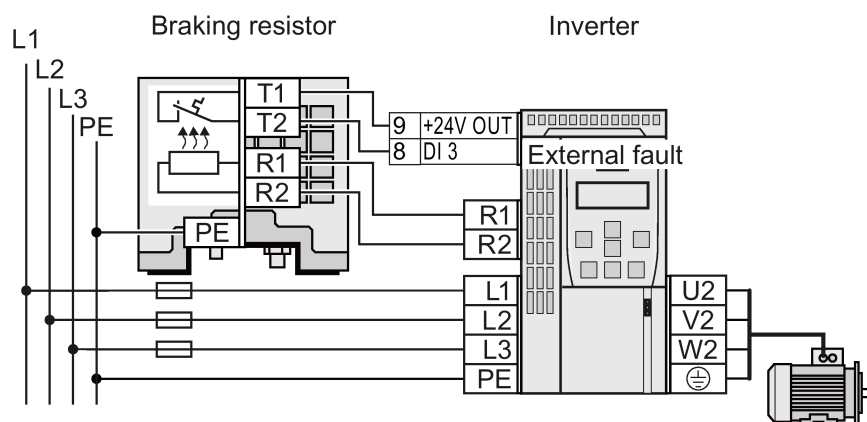 Braking resistor
Inverter
L1
L2
L3
PE
T1
T2
R1
R2
PE
9 +24V OUT
8 DI 3
External fault
R1
R2
L1
L2
L3
PE
U2
V2
W2